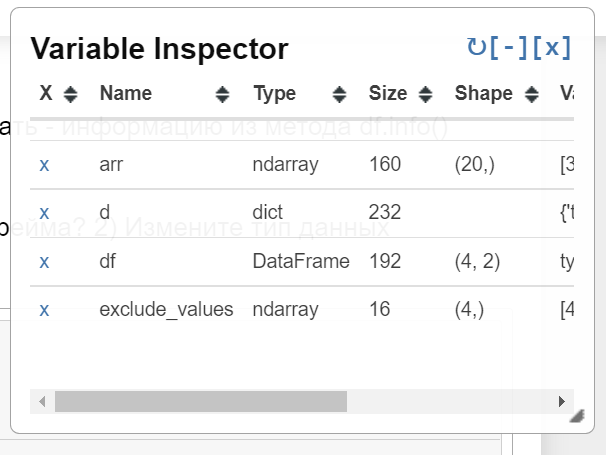 Variable Inspector ↻[-][x]
X Name Type Size Shape Va
ать - информацию из метода df.info()
x arr ndarray 160 (20,) [3
x d dict 232 {'t
рейма? 2) Измените тип данных
x df DataFrame 192 (4, 2) ty
x exclude_values ndarray 16 (4,) [4